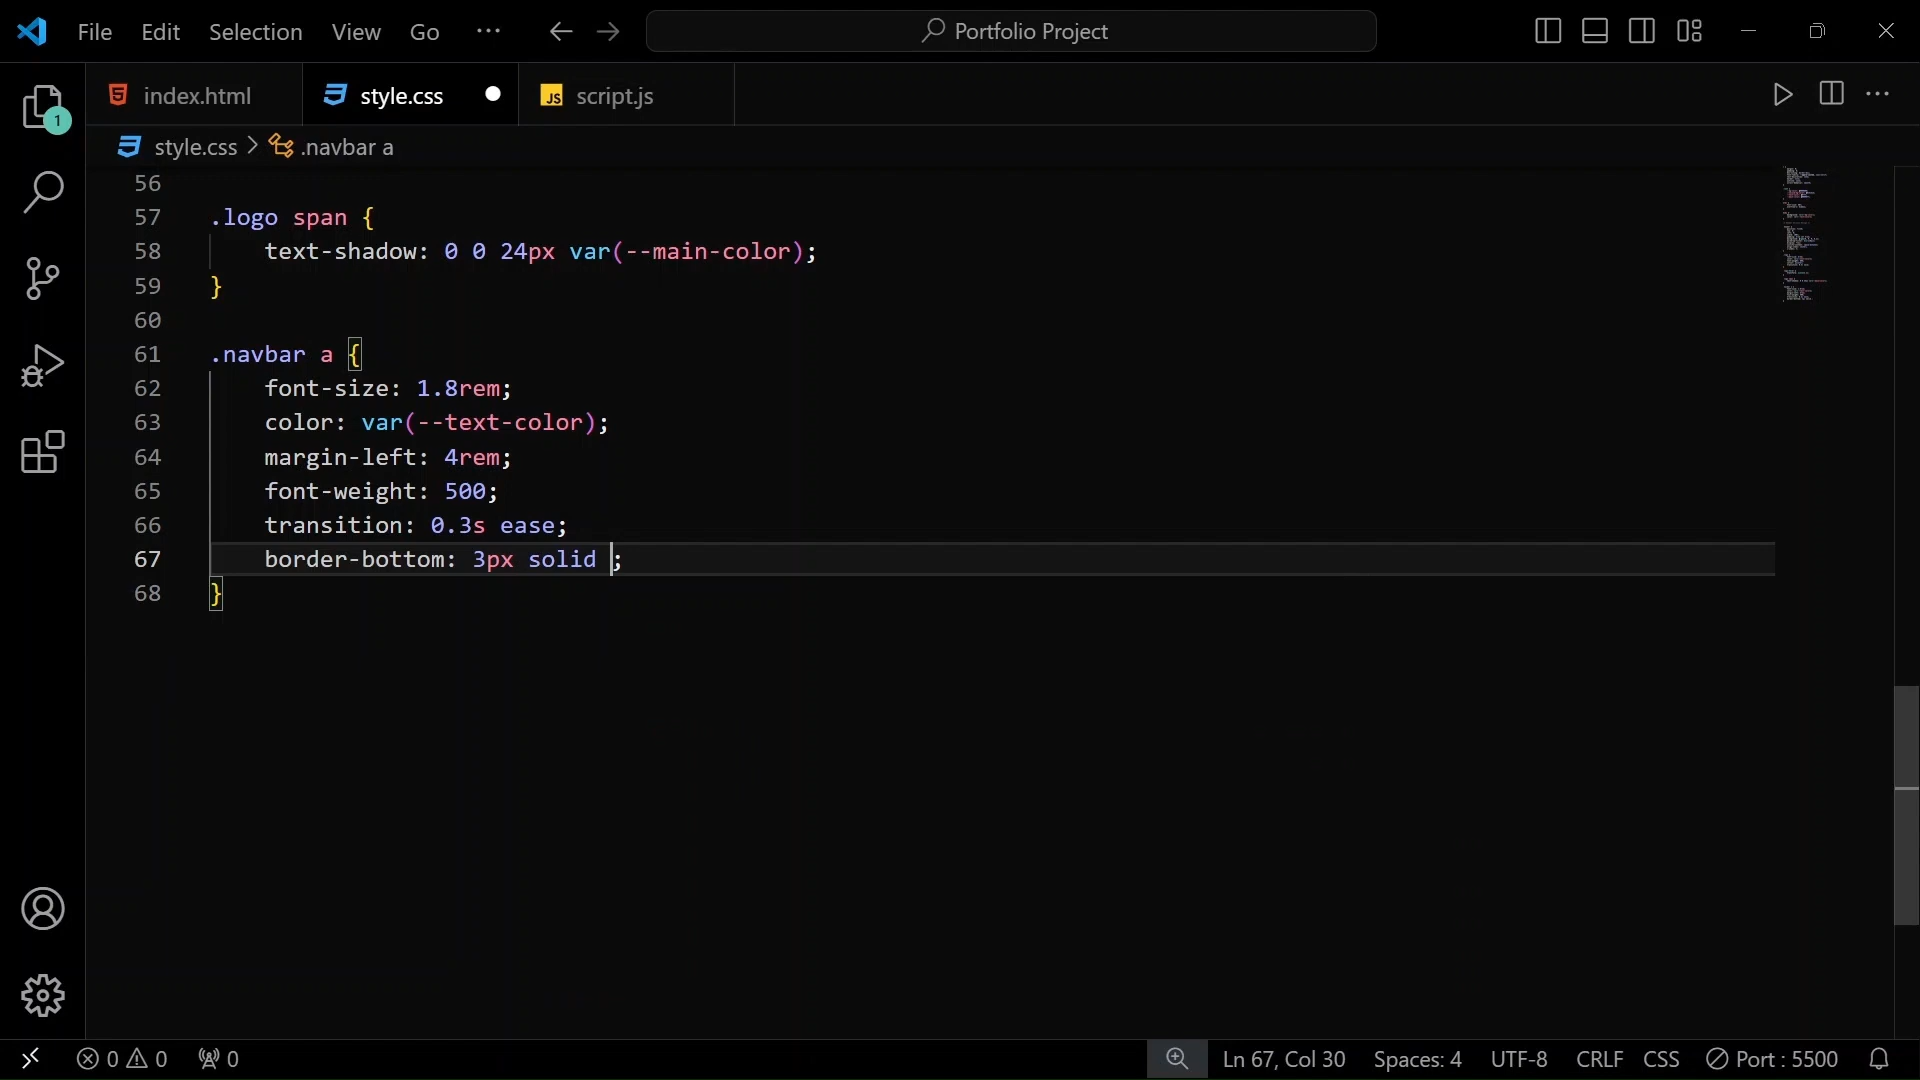 File Edit Selection View Go ··· Portfolio Project
index.html style.css script.js
1
style.css > .navbar a
56
57 .logo span {
58     text-shadow: 0 0 24px var(--main-color);
59 }
60
61 .navbar a {
62     font-size: 1.8rem;
63     color: var(--text-color);
64     margin-left: 4rem;
65     font-weight: 500;
66     transition: 0.3s ease;
67     border-bottom: 3px solid ;
68 }
0 0 0 Ln 67, Col 30 Spaces: 4 UTF-8 CRLF CSS Port : 5500